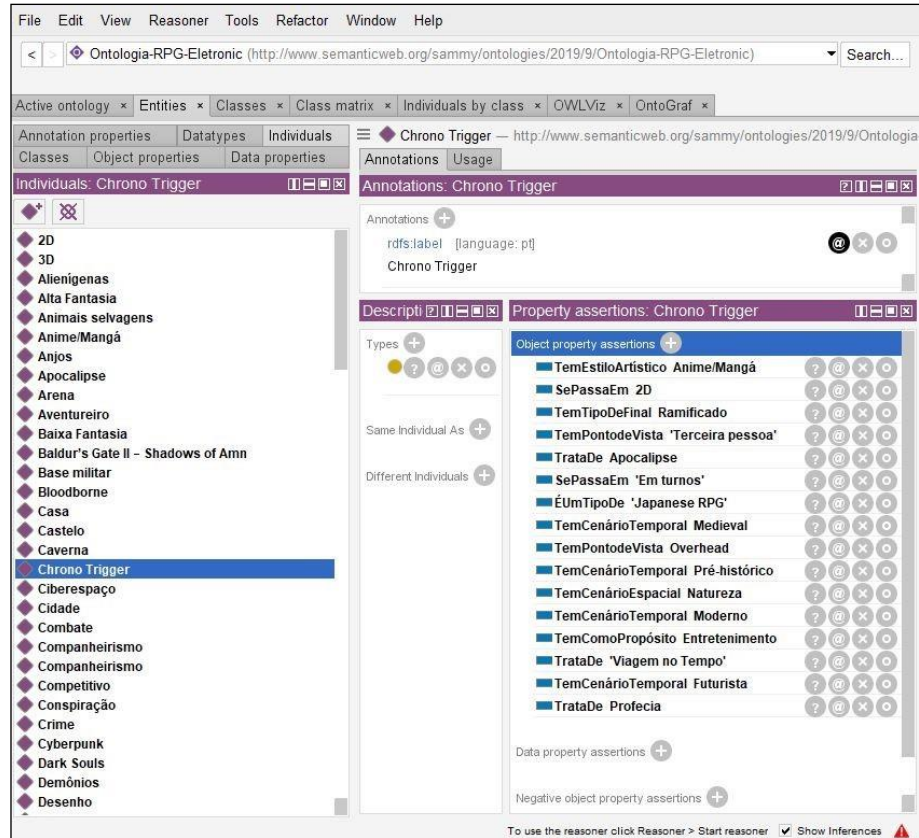 File Edit View Reasoner Tools Refactor Window Help
< > Ontologia-RPG-Eletronic (http://www.semanticweb.org/sammy/ontologies/2019/9/Ontologia-RPG-Eletronic) Search...
Active ontology × Entities × Classes × Class matrix × Individuals by class × OWLViz × OntoGraf ×
Annotation properties Datatypes Individuals
Classes Object properties Data properties
Individuals: Chrono Trigger
2D
3D
Alienígenas
Alta Fantasia
Animais selvagens
Anime/Mangá
Anjos
Apocalipse
Arena
Aventureiro
Baixa Fantasia
Baldur's Gate II – Shadows of Amn
Base militar
Bloodborne
Casa
Castelo
Caverna
Chrono Trigger
Ciberespaço
Cidade
Combate
Companheirismo
Companheirismo
Competitivo
Conspiração
Crime
Cyberpunk
Dark Souls
Demônios
Desenho
Chrono Trigger — http://www.semanticweb.org/sammy/ontologies/2019/9/Ontologia
Annotations Usage
Annotations: Chrono Trigger
Annotations
rdfs:label [language: pt]
Chrono Trigger
Descripti
Types
Same Individual As
Different Individuals
Property assertions: Chrono Trigger
Object property assertions
TemEstiloArtístico Anime/Mangá
SePassaEm 2D
TemTipoDeFinal Ramificado
TemPontodeVista 'Terceira pessoa'
TrataDe Apocalipse
SePassaEm 'Em turnos'
ÉUmTipoDe 'Japanese RPG'
TemCenárioTemporal Medieval
TemPontodeVista Overhead
TemCenárioTemporal Pré-histórico
TemCenárioEspacial Natureza
TemCenárioTemporal Moderno
TemComoPropósito Entretenimento
TrataDe 'Viagem no Tempo'
TemCenárioTemporal Futurista
TrataDe Profecia
Data property assertions
Negative object property assertions
To use the reasoner click Reasoner > Start reasoner Show Inferences